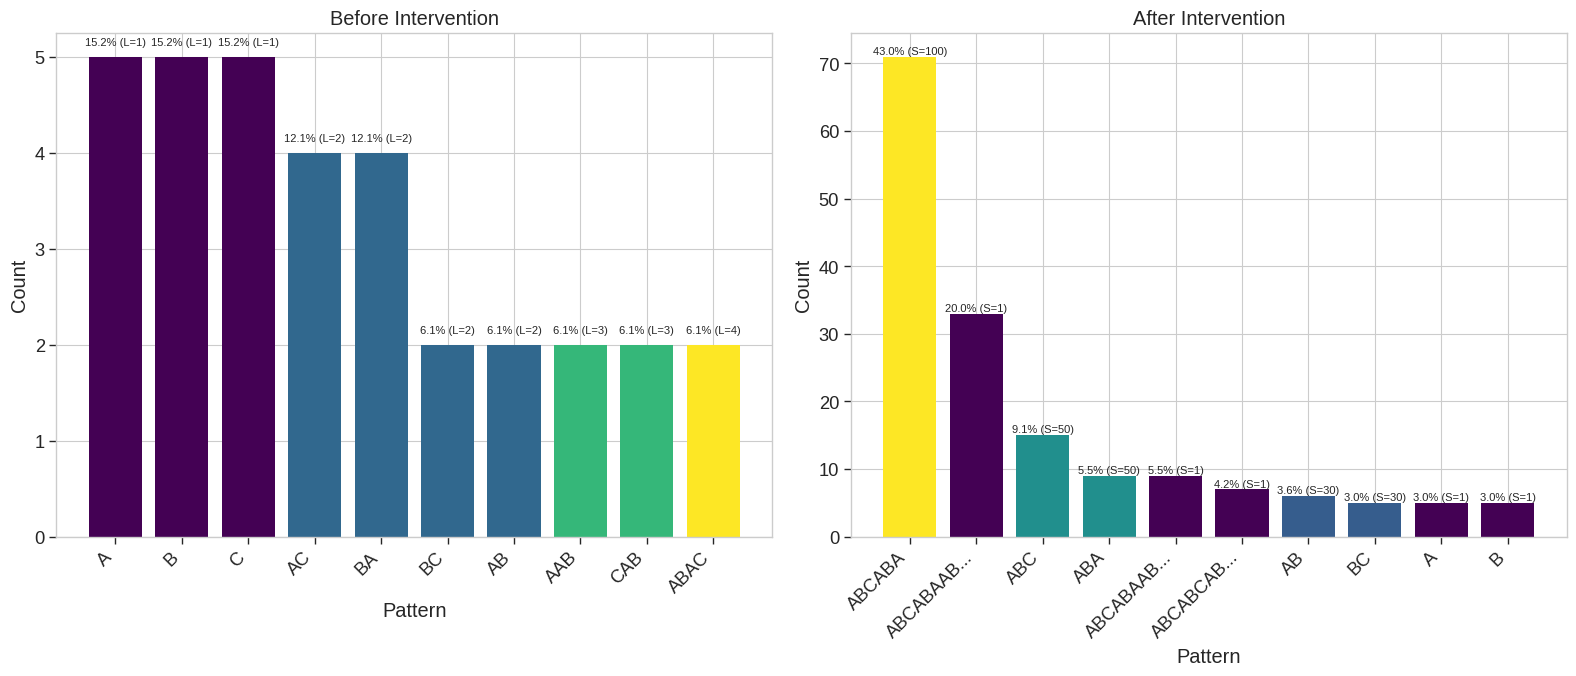 Before Intervention
15.2% (L=1) 15.2% (L=1) 15.2% (L=1)
12.1% (L=2) 12.1% (L=2)
6.1% (L=2) 6.1% (L=2) 6.1% (L=3) 6.1% (L=3) 6.1% (L=4)
5
4
3
2
1
0
Count
A B C AC BA BC AB AAB CAB ABAC
Pattern
After Intervention
43.0% (S=100)
20.0% (S=1)
9.1% (S=50)
5.5% (S=50) 5.5% (S=1)
4.2% (S=1)
3.6% (S=30)
3.0% (S=30) 3.0% (S=1) 3.0% (S=1)
70
60
50
40
30
20
10
0
Count
ABCABA ABCABAAB... ABC ABA ABCABAAB... ABCABCAB... AB BC A B
Pattern